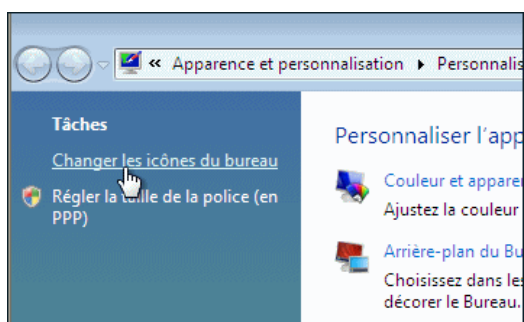 « Apparence et personnalisation ▸ Personnalis
Tâches
Changer les icônes du bureau
Régler la taille de la police (en
PPP)
Personnaliser l'app
Couleur et apparen
Ajustez la couleur
Arrière-plan du Bu
Choisissez dans les
décorer le Bureau.